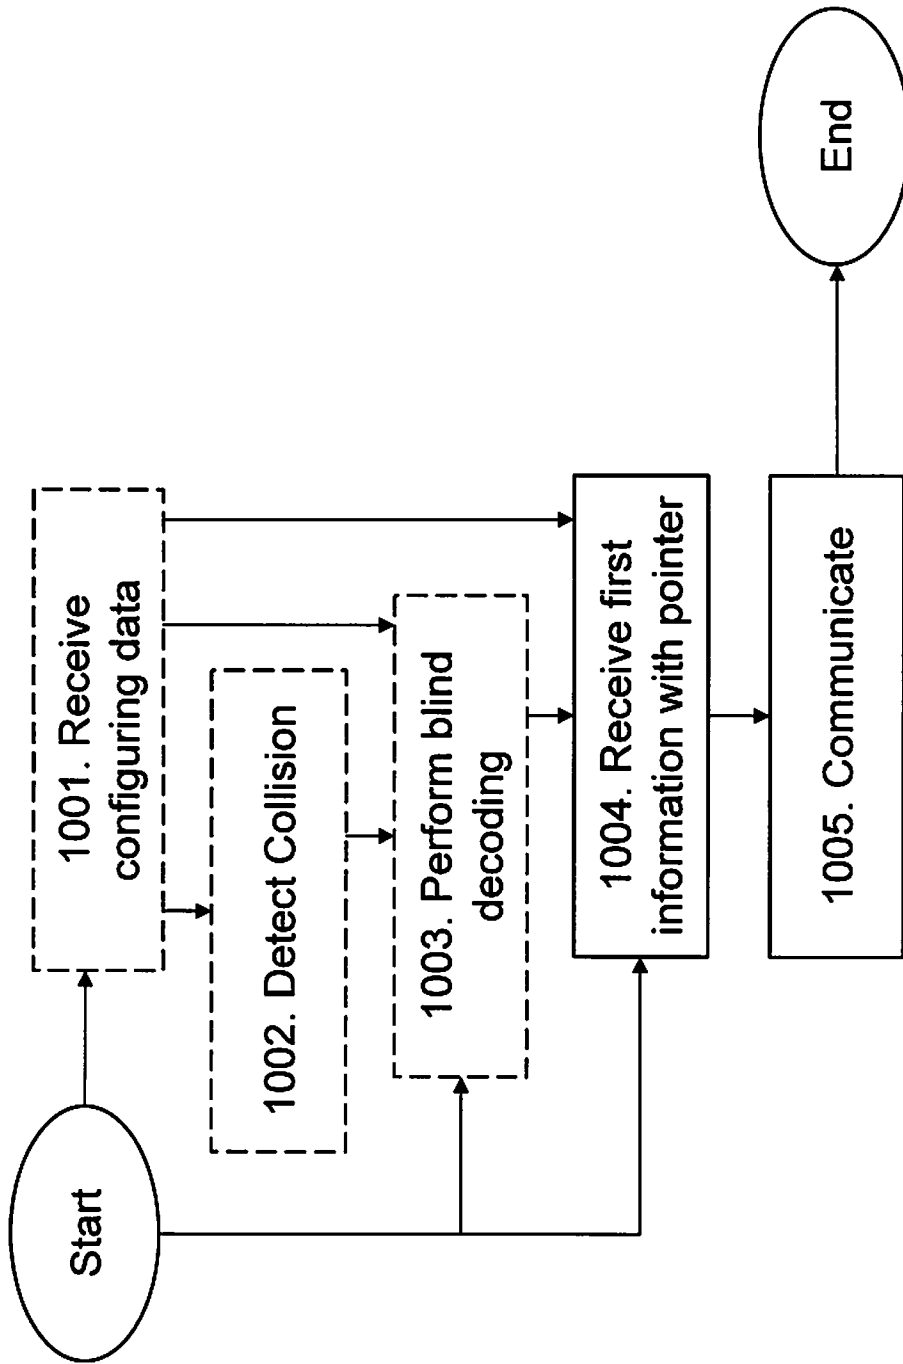 Start
1001. Receive
configuring data
1002. Detect Collision
1003. Perform blind
decoding
1004. Receive first
information with pointer
1005. Communicate
End